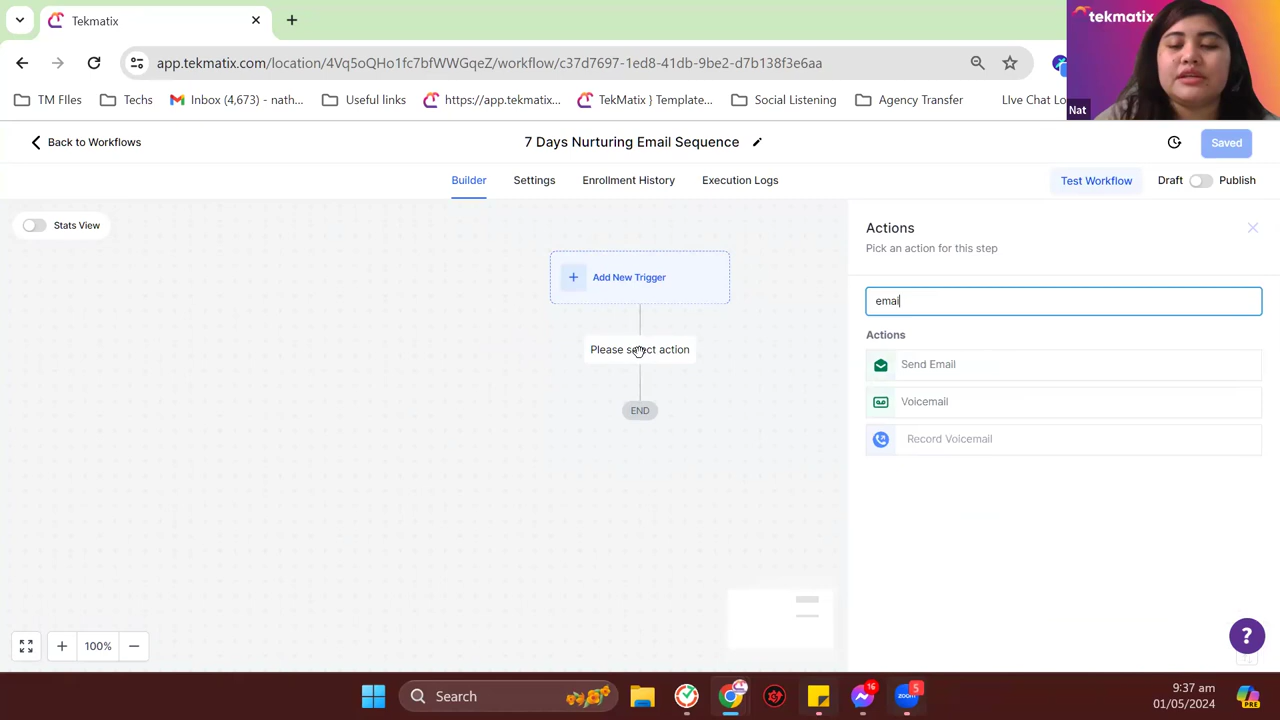 Tekmatix
app.tekmatix.com/location/4Vq5oQHo1fc7bfWWGqeZ/workflow/c37d7697-1ed8-41db-9be2-d7b138f3e6aa
TM FIles
Techs
Inbox (4,673) – nath...
Useful links
https://app.tekmatix...
TekMatix } Template...
Social Listening
Agency Transfer
LIve Chat Lo
tekmatix
Nat
Back to Workflows
7 Days Nurturing Email Sequence
Saved
Builder
Settings
Enrollment History
Execution Logs
Test Workflow
Draft
Publish
Stats View
Add New Trigger
Please select action
END
Actions
Pick an action for this step
emai
Actions
Send Email
Voicemail
Record Voicemail
100%
?
Search
16
5
PRE
9:37 am
01/05/2024